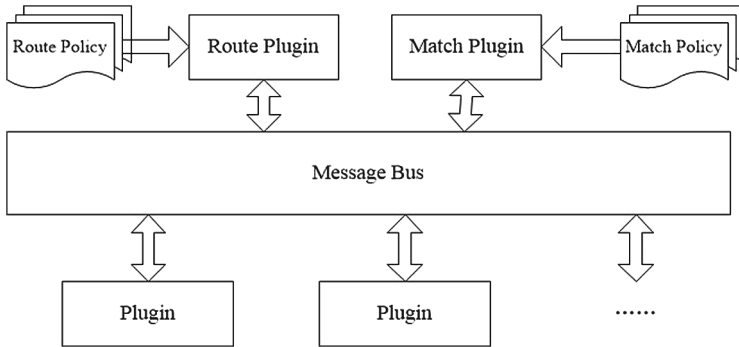 Route Policy
Route Plugin
Match Plugin
Match Policy
Message Bus
Plugin
Plugin
......